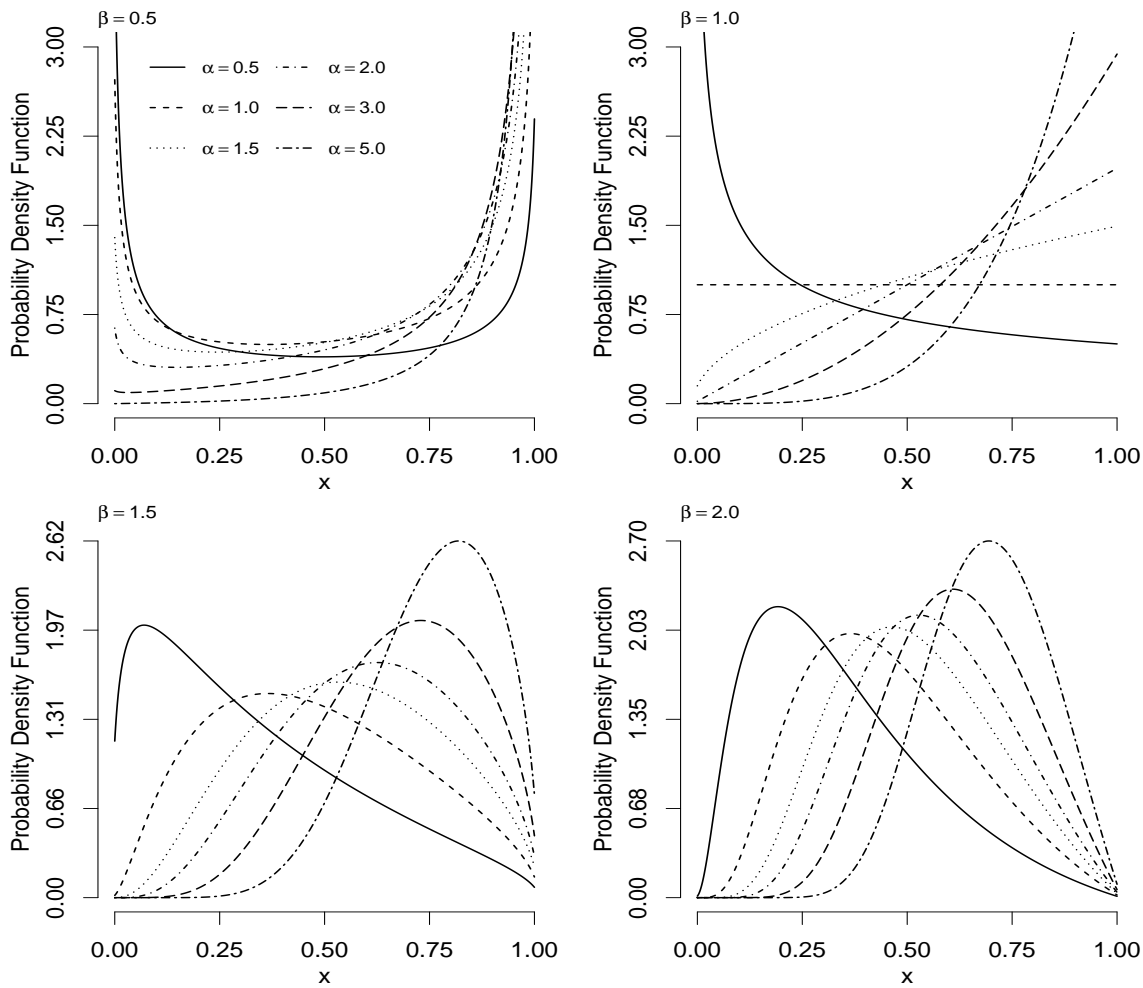 β = 0.5
Probability Density Function
3.00
2.25
1.50
0.75
0.00
α = 0.5
α = 1.0
α = 1.5
α = 2.0
α = 3.0
α = 5.0
0.00 0.25 0.50 0.75 1.00
x
β = 1.0
Probability Density Function
3.00
2.25
1.50
0.75
0.00
0.00 0.25 0.50 0.75 1.00
x
β = 1.5
Probability Density Function
2.62
1.97
1.31
0.66
0.00
0.00 0.25 0.50 0.75 1.00
x
β = 2.0
Probability Density Function
2.70
2.03
1.35
0.68
0.00
0.00 0.25 0.50 0.75 1.00
x